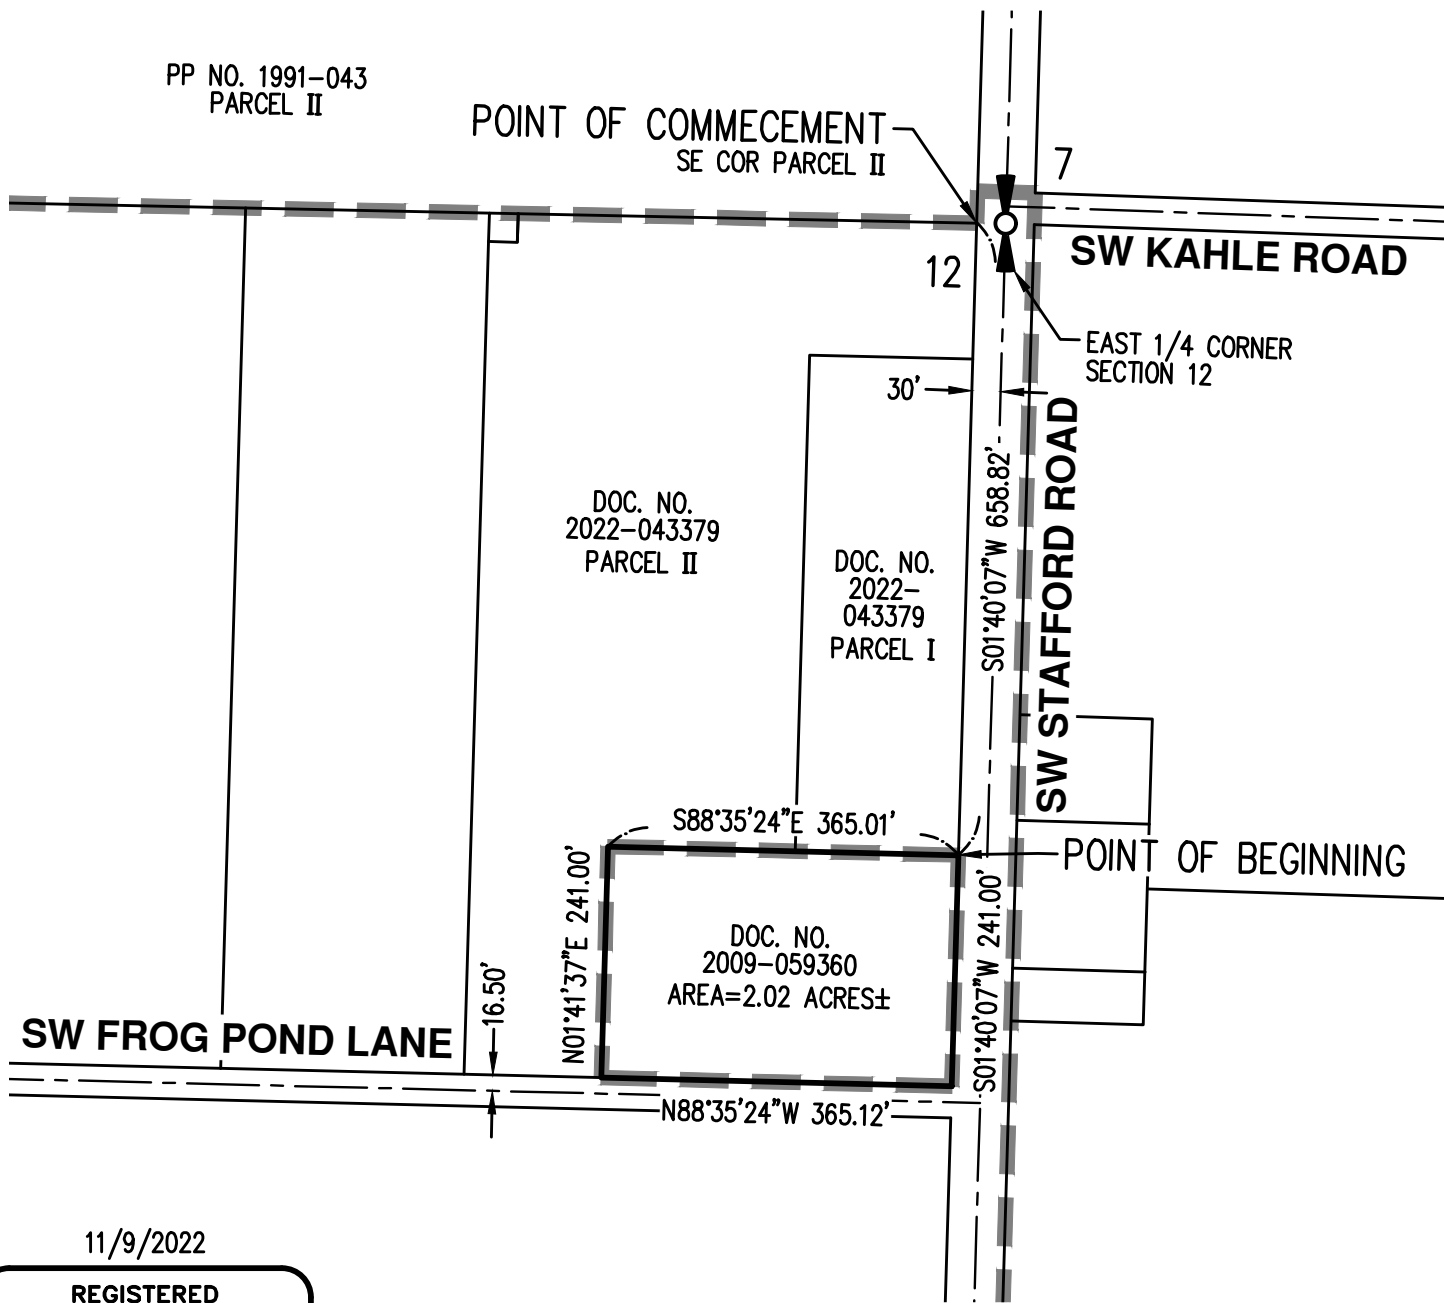 PP NO. 1991-043
PARCEL II
POINT OF COMMECEMENT
SE COR PARCEL II
7
SW KAHLE ROAD
12
EAST 1/4 CORNER
SECTION 12
30'
S01°40'07"W 658.82'
SW STAFFORD ROAD
DOC. NO.
2022-043379
PARCEL II
DOC. NO.
2022-
043379
PARCEL I
S88°35'24"E 365.01'
POINT OF BEGINNING
N01°41'37"E 241.00'
DOC. NO.
2009-059360
AREA=2.02 ACRES±
S01°40'07"W 241.00'
16.50'
SW FROG POND LANE
N88°35'24"W 365.12'
11/9/2022
REGISTERED